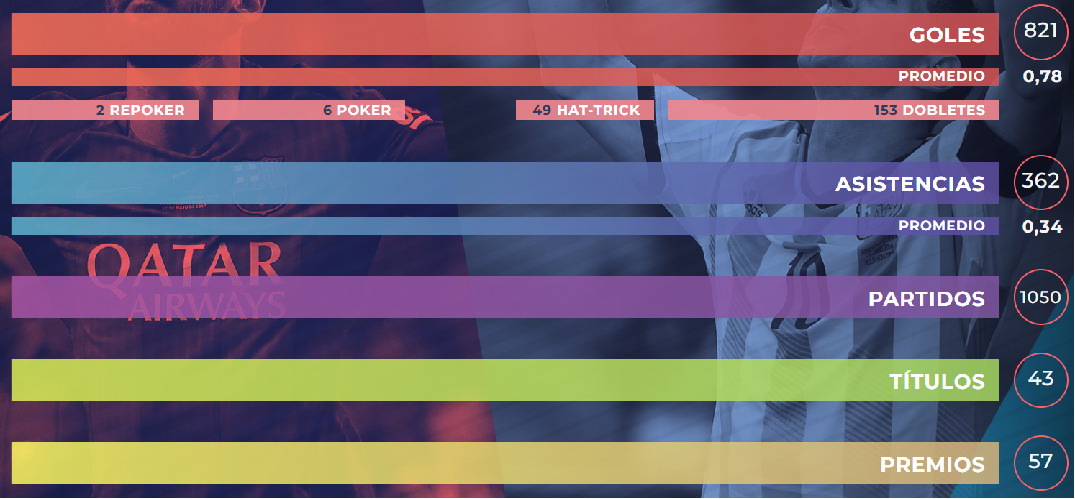 GOLES 821
PROMEDIO 0,78
2 REPOKER 6 POKER 49 HAT-TRICK 153 DOBLETES
ASISTENCIAS 362
PROMEDIO 0,34
QATAR
AIRWAYS
10
PARTIDOS 1050
TÍTULOS 43
PREMIOS 57